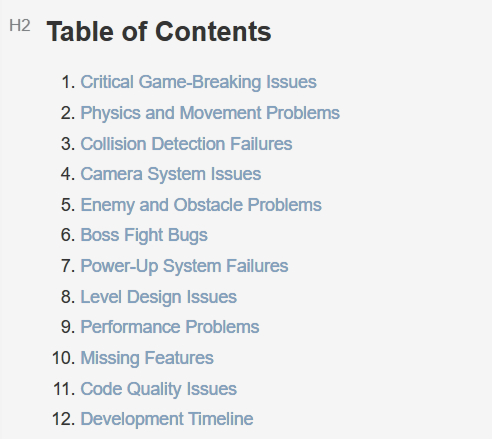 H2 Table of Contents
1. Critical Game-Breaking Issues
2. Physics and Movement Problems
3. Collision Detection Failures
4. Camera System Issues
5. Enemy and Obstacle Problems
6. Boss Fight Bugs
7. Power-Up System Failures
8. Level Design Issues
9. Performance Problems
10. Missing Features
11. Code Quality Issues
12. Development Timeline